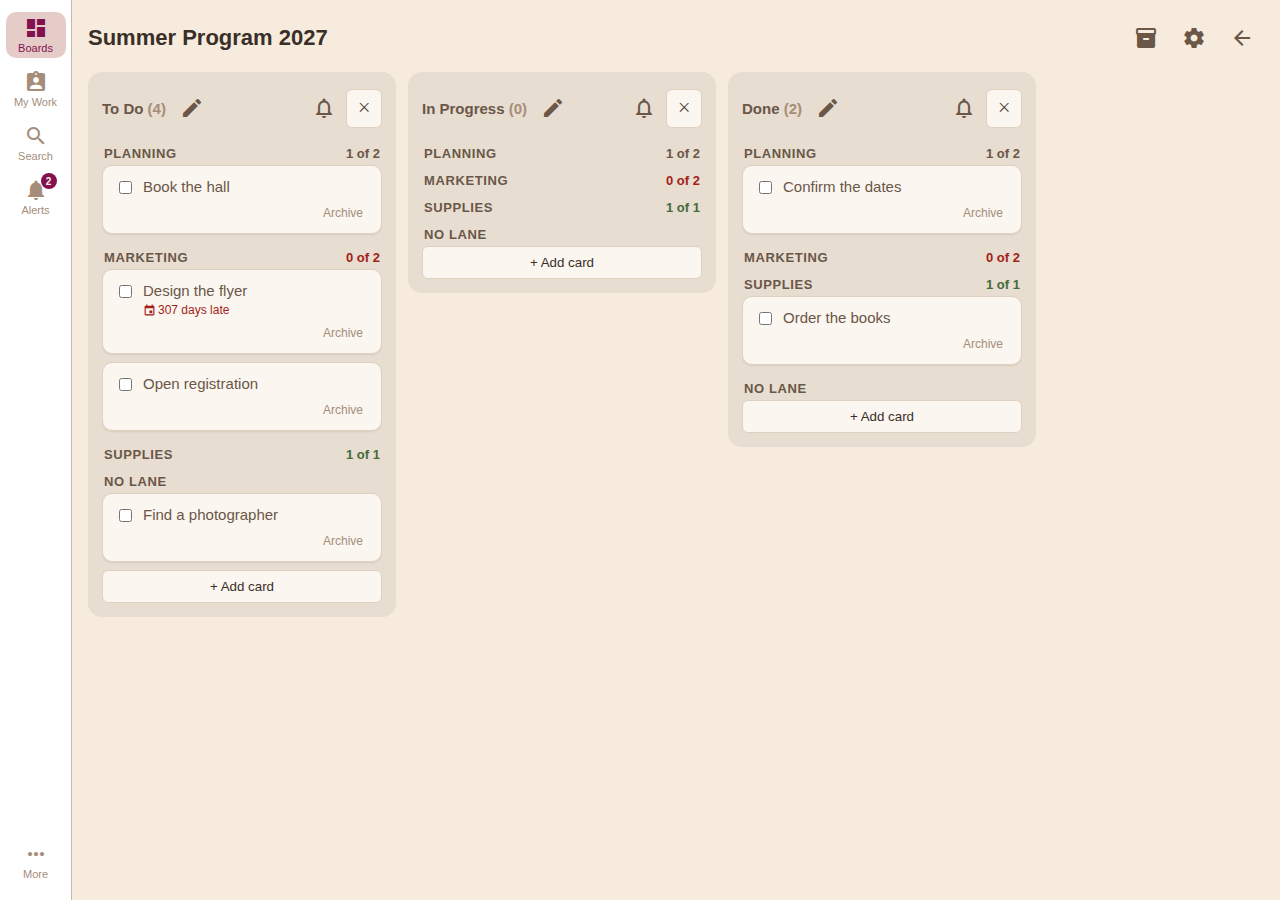 Boards
My Work
Search
2
Alerts
More
Summer Program 2027
To Do (4)
PLANNING 1 of 2
Book the hall
Archive
MARKETING 0 of 2
Design the flyer
307 days late
Archive
Open registration
Archive
SUPPLIES 1 of 1
NO LANE
Find a photographer
Archive
+ Add card
In Progress (0)
PLANNING 1 of 2
MARKETING 0 of 2
SUPPLIES 1 of 1
NO LANE
+ Add card
Done (2)
PLANNING 1 of 2
Confirm the dates
Archive
MARKETING 0 of 2
SUPPLIES 1 of 1
Order the books
Archive
NO LANE
+ Add card